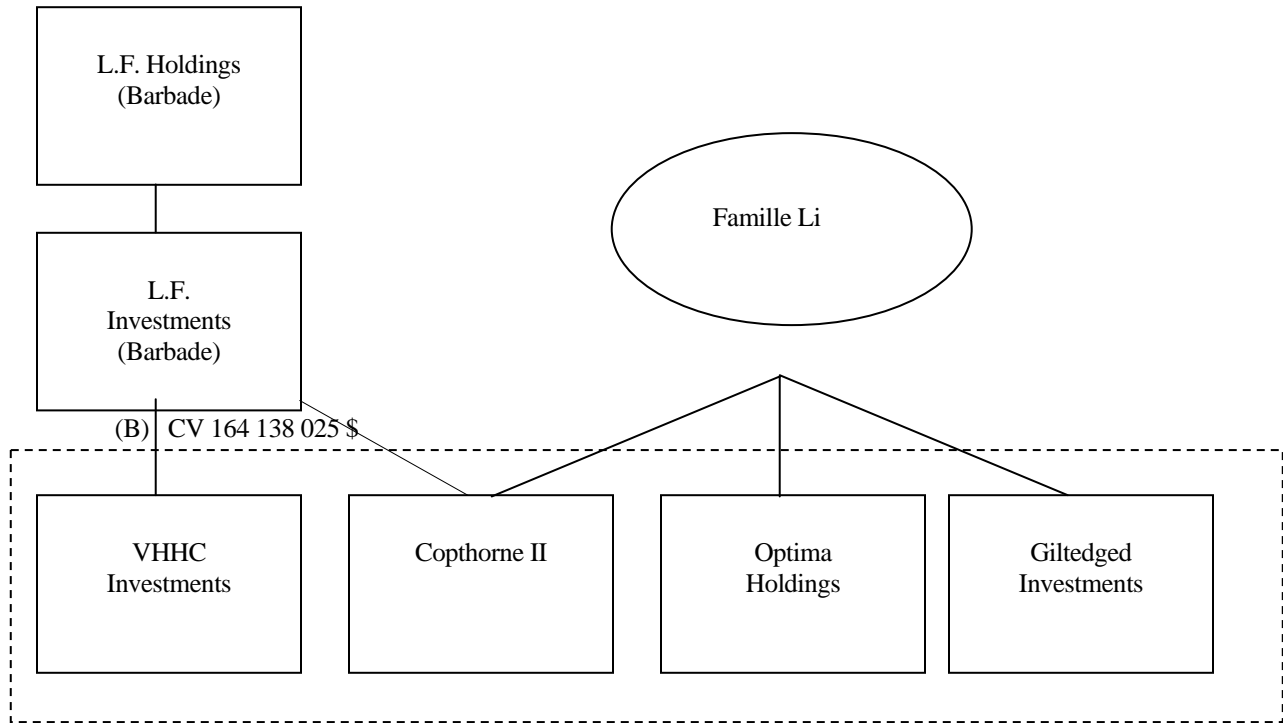 L.F. Holdings
(Barbade)
Famille Li
L.F.
Investments
(Barbade)
(B) CV 164 138 025 $
VHHC
Investments
Copthorne II
Optima
Holdings
Giltedged
Investments